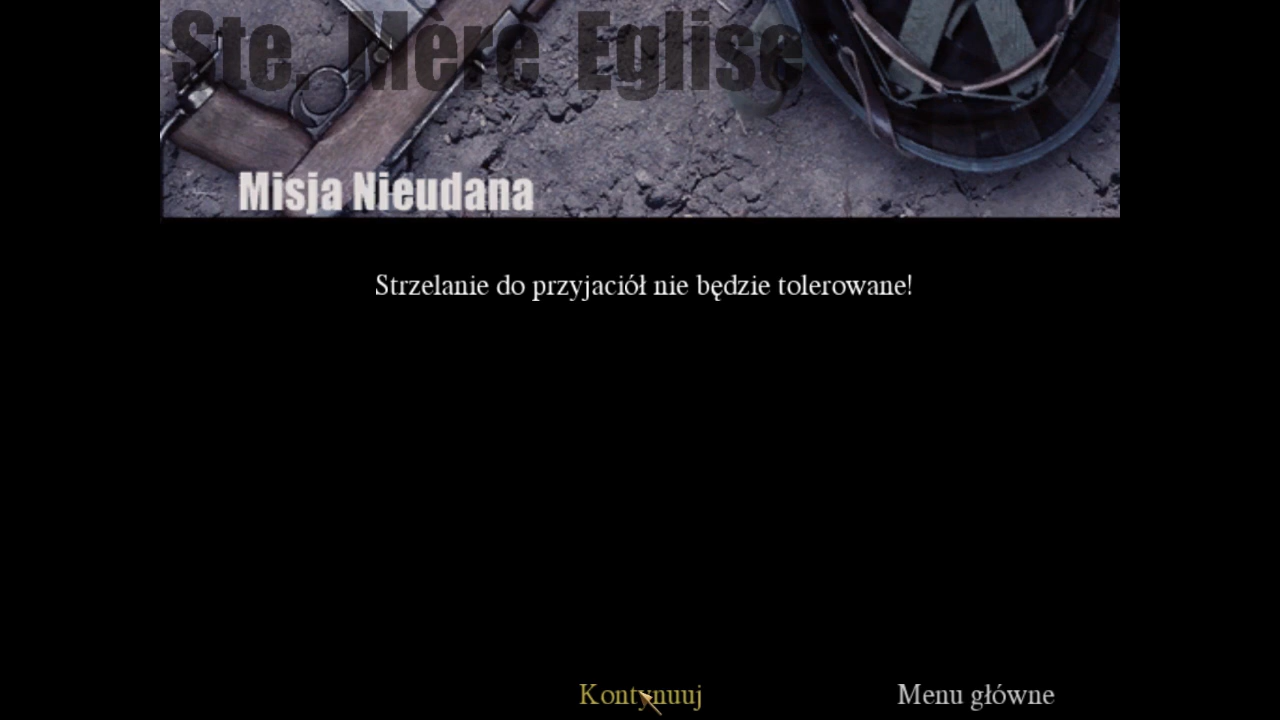 Ste. Mère Eglise
Misja Nieudana
Strzelanie do przyjaciół nie będzie tolerowane!
Kontynuuj
Menu główne